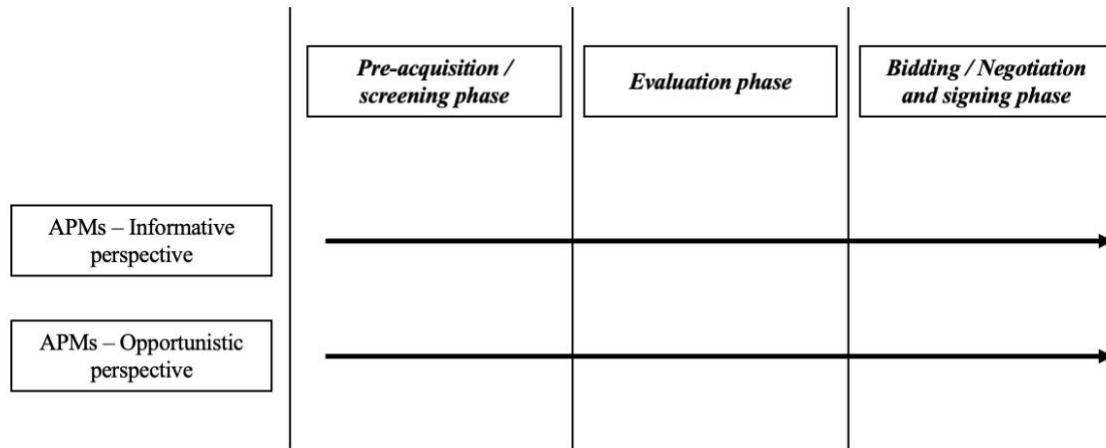 Pre-acquisition /
screening phase
Evaluation phase
Bidding / Negotiation
and signing phase
APMs – Informative
perspective
APMs – Opportunistic
perspective